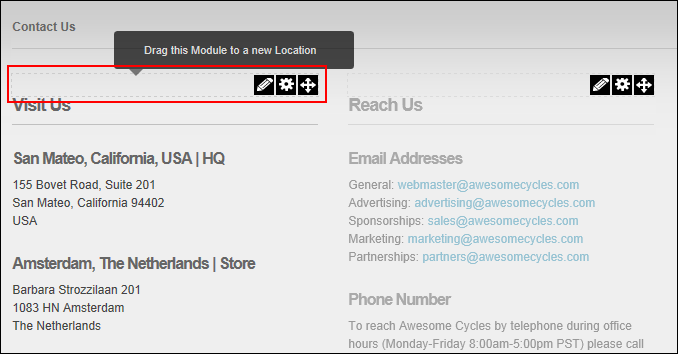 Contact Us
Drag this Module to a new Location
Visit Us
San Mateo, California, USA | HQ
155 Bovet Road, Suite 201
San Mateo, California 94402
USA
Amsterdam, The Netherlands | Store
Barbara Strozzilaan 201
1083 HN Amsterdam
The Netherlands
Reach Us
Email Addresses
General: webmaster@awesomecycles.com
Advertising: advertising@awesomecycles.com
Sponsorships: sales@awesomecycles.com
Marketing: marketing@awesomecycles.com
Partnerships: partners@awesomecycles.com
Phone Number
To reach Awesome Cycles by telephone during office
hours (Monday-Friday 8:00am-5:00pm PST) please call